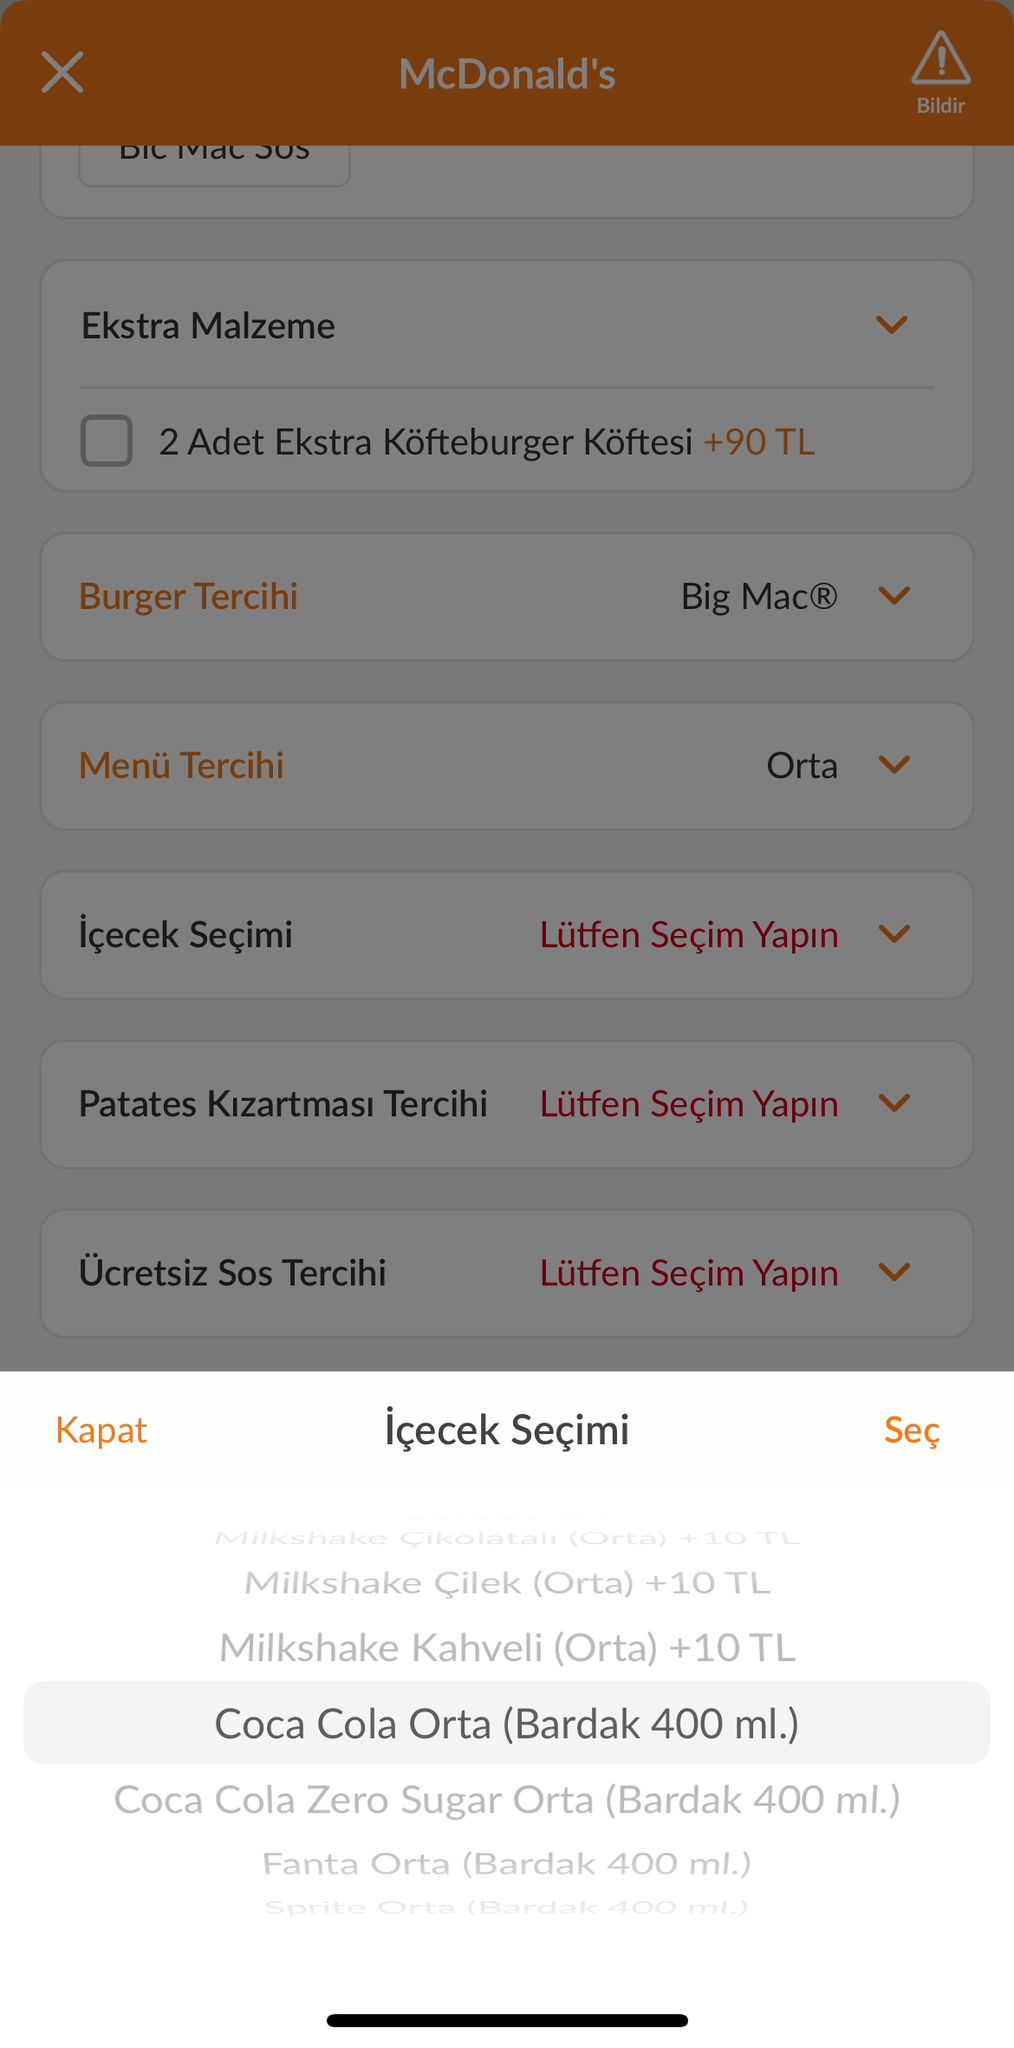 McDonald's
Bildir
Bic Mac Sos
Ekstra Malzeme
2 Adet Ekstra Köfteburger Köftesi +90 TL
Burger Tercihi Big Mac®
Menü Tercihi Orta
İçecek Seçimi Lütfen Seçim Yapın
Patates Kızartması Tercihi Lütfen Seçim Yapın
Ücretsiz Sos Tercihi Lütfen Seçim Yapın
Kapat İçecek Seçimi Seç
Milkshake Çikolatalı (Orta) +10 TL
Milkshake Çilek (Orta) +10 TL
Milkshake Kahveli (Orta) +10 TL
Coca Cola Orta (Bardak 400 ml.)
Coca Cola Zero Sugar Orta (Bardak 400 ml.)
Fanta Orta (Bardak 400 ml.)
Sprite Orta (Bardak 400 ml.)